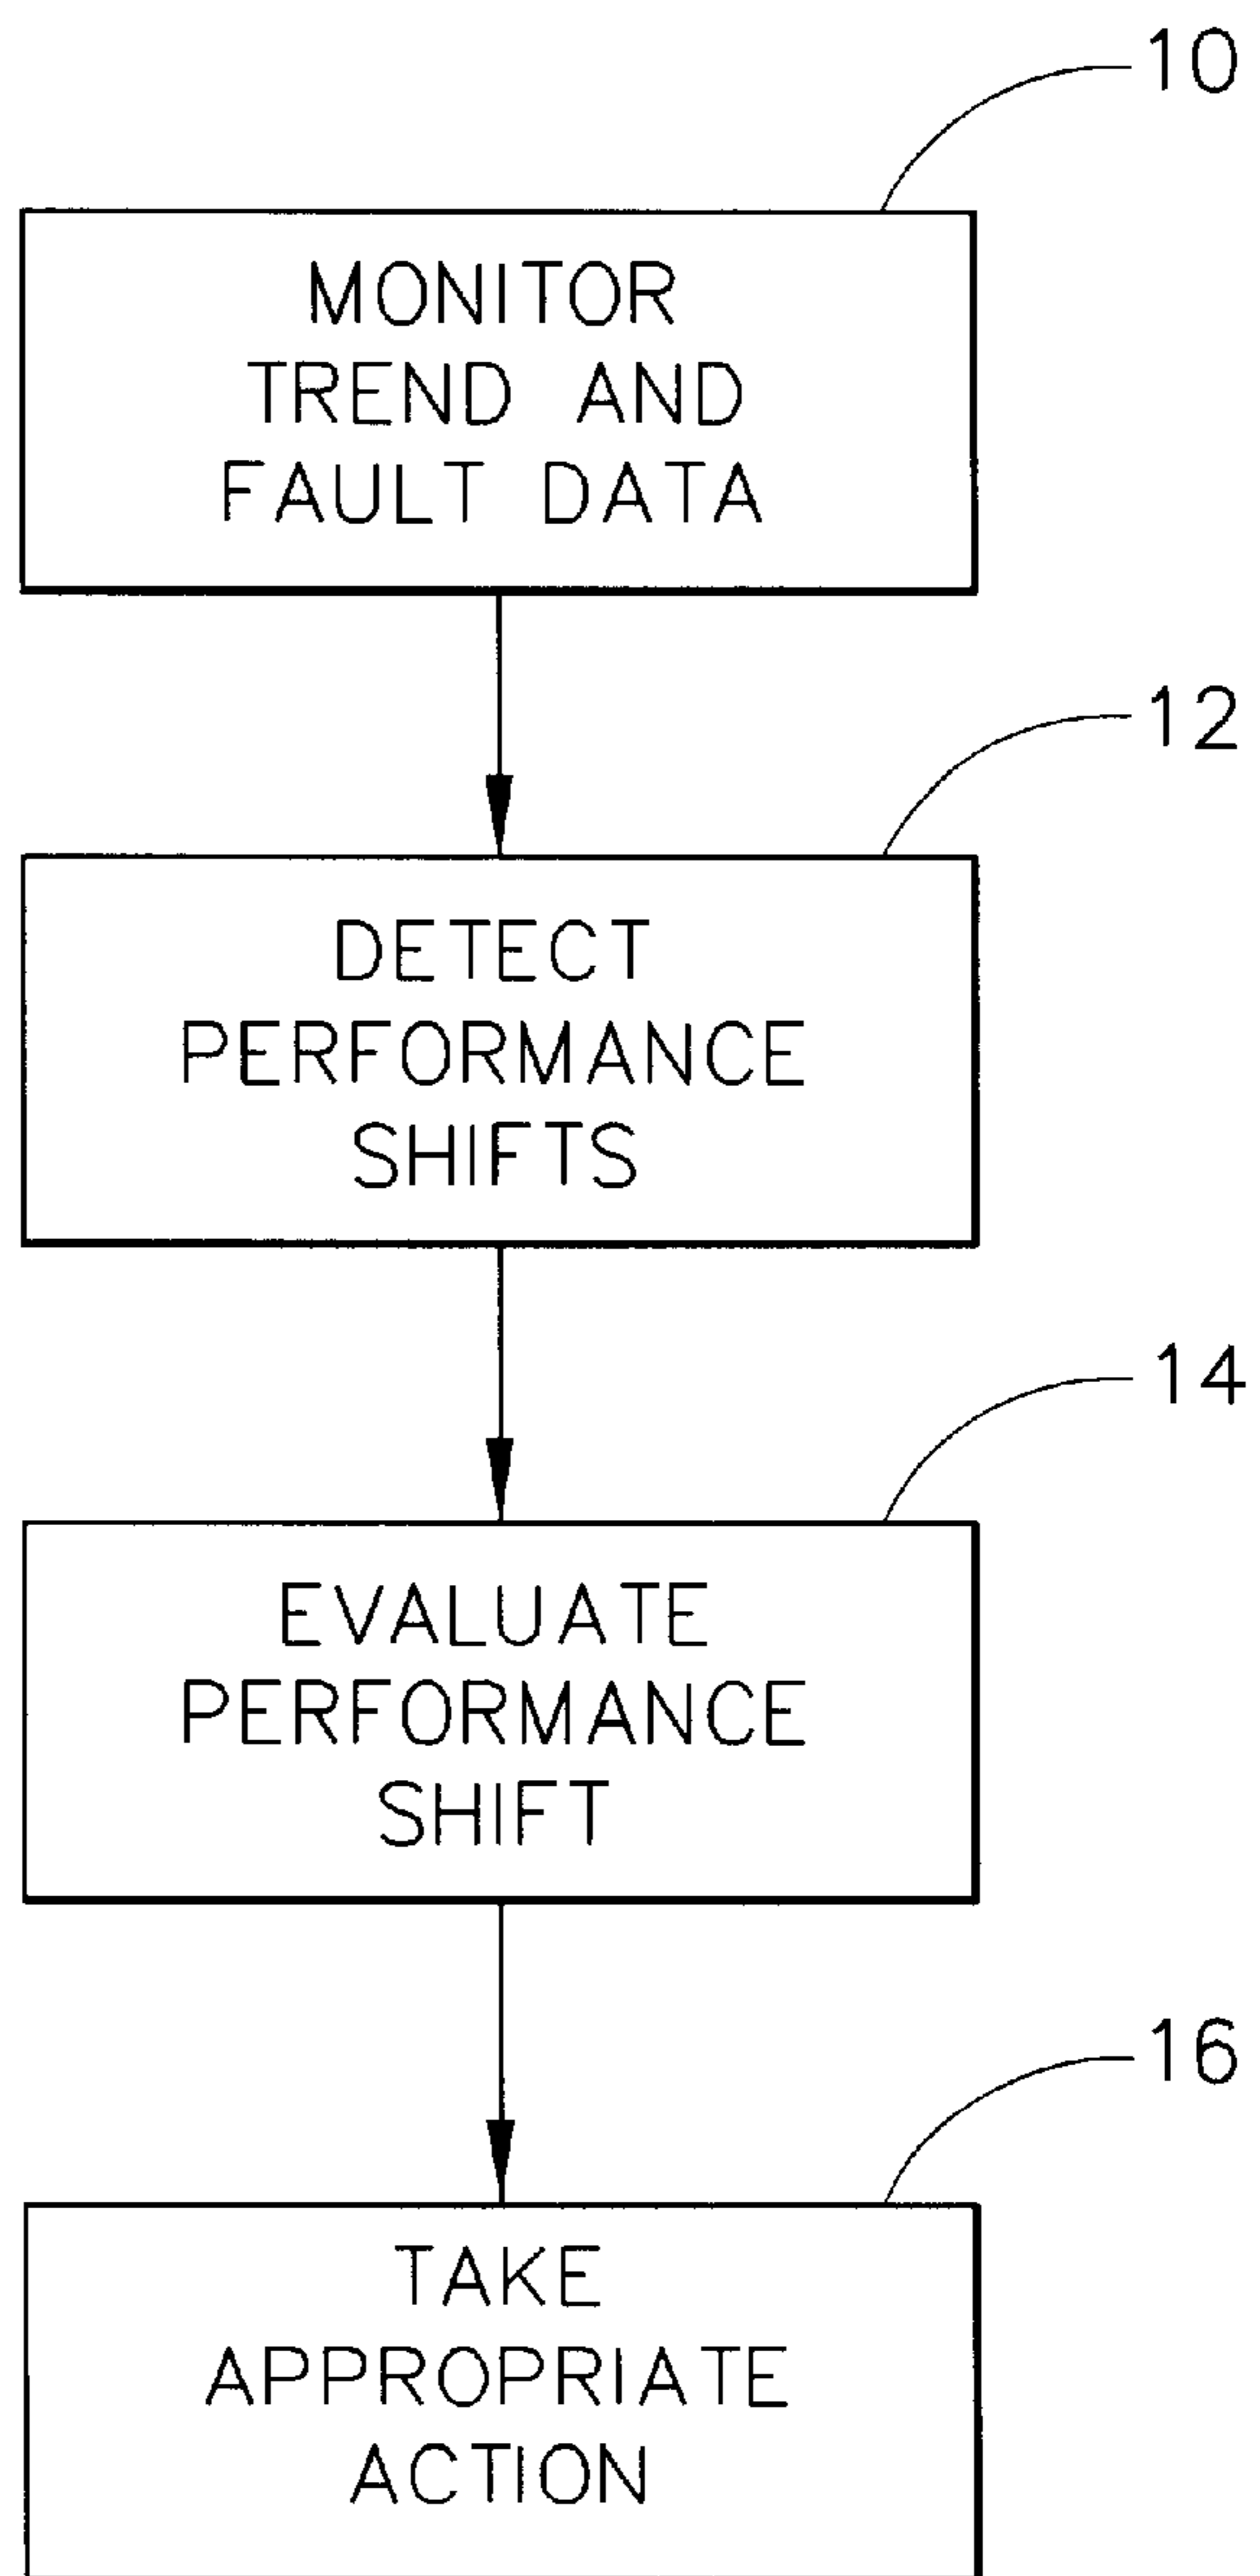 10
MONITOR
TREND AND
FAULT DATA
12
DETECT
PERFORMANCE
SHIFTS
14
EVALUATE
PERFORMANCE
SHIFT
16
TAKE
APPROPRIATE
ACTION